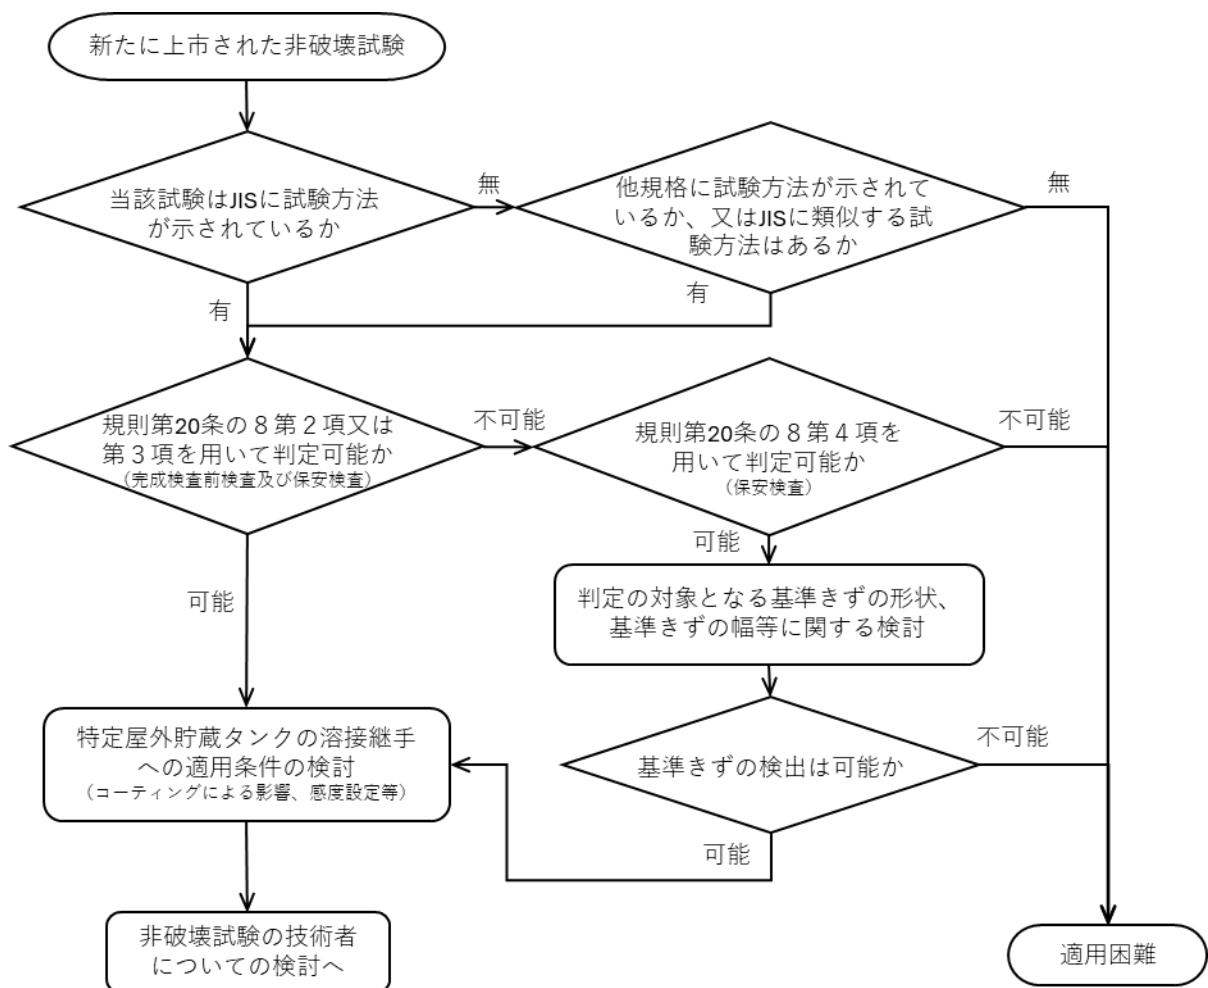 新たに上市された非破壊試験
当該試験はJISに試験方法
が示されているか
無
他規格に試験方法が示されて
いるか、又はJISに類似する試
験方法はあるか
無
有
有
規則第20条の８第２項又は
第３項を用いて判定可能か
（完成検査前検査及び保安検査）
不可能
規則第20条の８第４項を
用いて判定可能か
（保安検査）
不可能
可能
可能
判定の対象となる基準きずの形状、
基準きずの幅等に関する検討
特定屋外貯蔵タンクの溶接継手
への適用条件の検討
（コーティングによる影響、感度設定等）
基準きずの検出は可能か
不可能
可能
非破壊試験の技術者
についての検討へ
適用困難